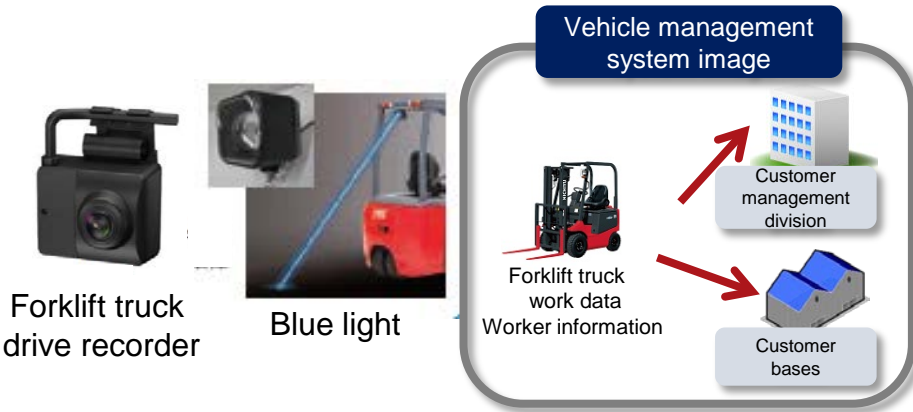 Vehicle management
system image
Forklift truck
drive recorder
Blue light
Forklift truck
work data
Worker information
Customer
management
division
Customer
bases